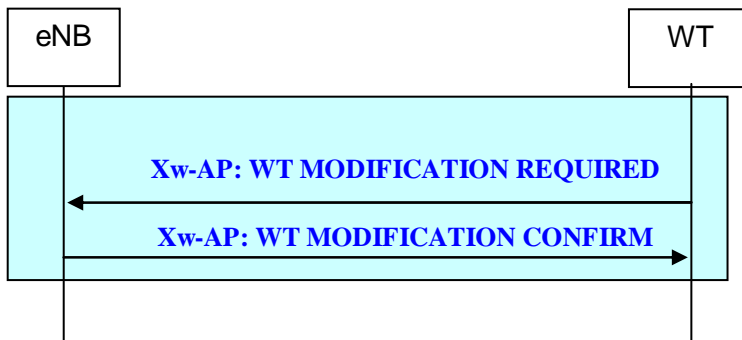 eNB
WT
Xw-AP: WT MODIFICATION REQUIRED
Xw-AP: WT MODIFICATION CONFIRM